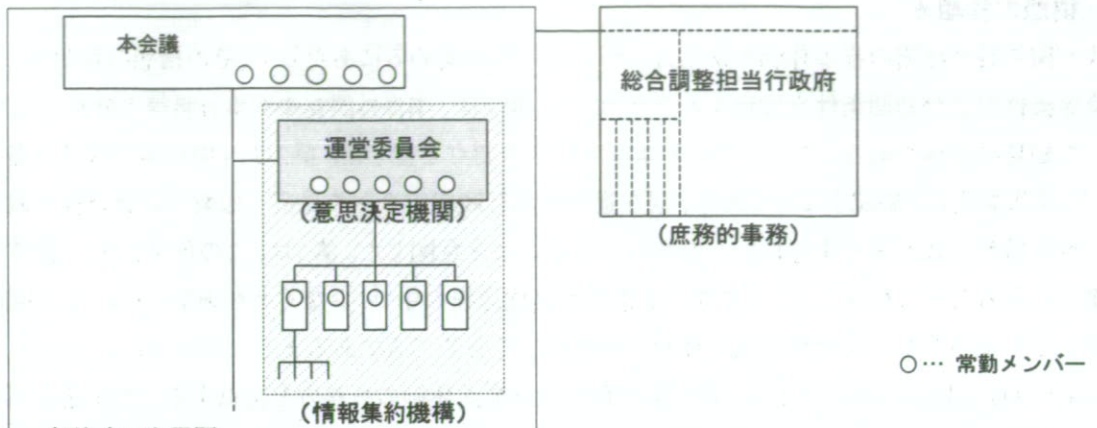 本会議
総合調整担当行政府
運営委員会
(意思決定機関)
(庶務的事務)
○… 常勤メンバー
(情報集約機構)